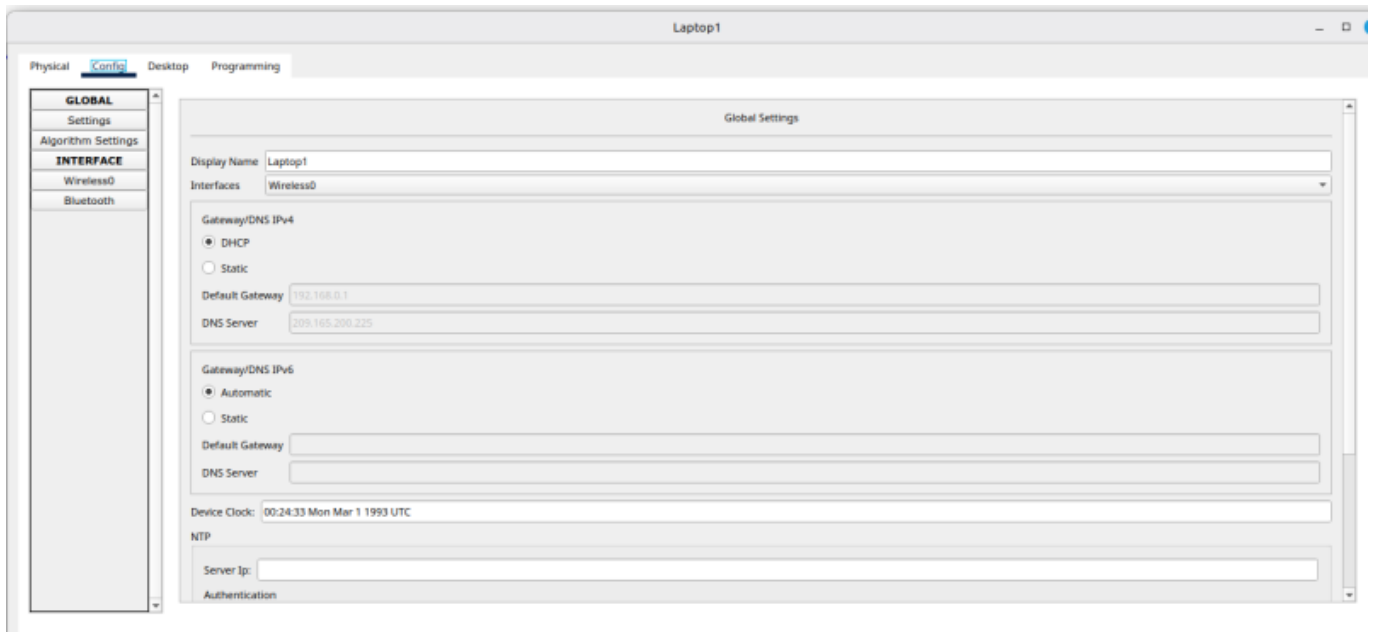 Laptop1
Physical Config Desktop Programming
GLOBAL
Settings
Algorithm Settings
INTERFACE
Wireless0
Bluetooth
Global Settings
Display Name Laptop1
Interfaces Wireless0
Gateway/DNS IPv4
DHCP
Static
Default Gateway 192.168.0.1
DNS Server 209.165.200.225
Gateway/DNS IPv6
Automatic
Static
Default Gateway
DNS Server
Device Clock: 00:24:33 Mon Mar 1 1993 UTC
NTP
Server Ip:
Authentication